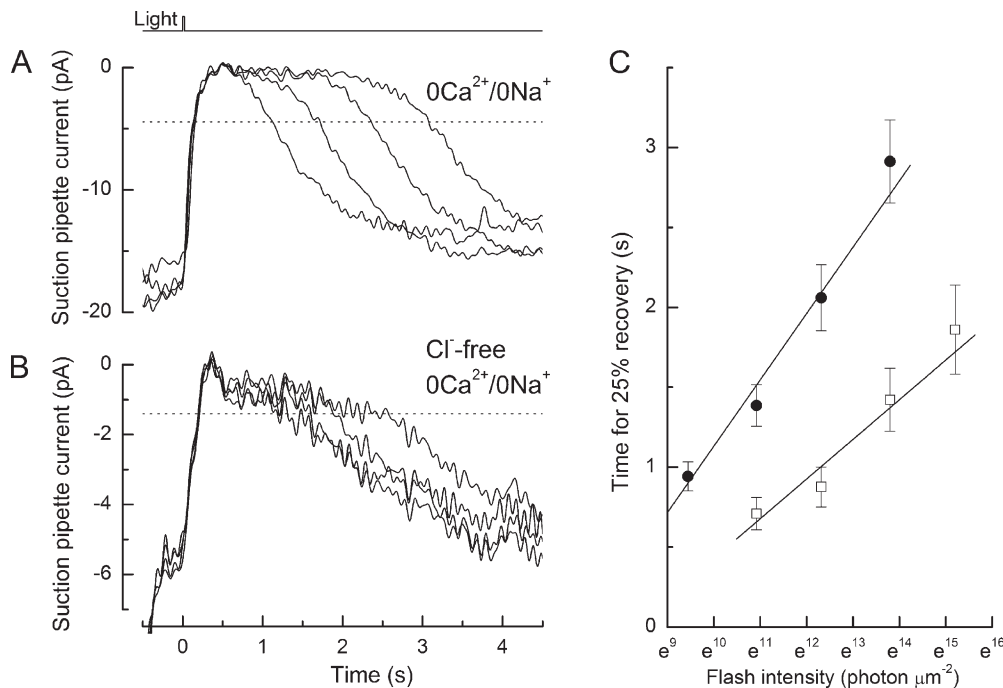 Light
A
Suction pipette current (pA)
0
-10
-20
0Ca²⁺/0Na⁺
B
Suction pipette current (pA)
0
-2
-4
-6
Cl⁻-free
0Ca²⁺/0Na⁺
0 1 2 3 4
Time (s)
C
Time for 25% recovery (s)
3
2
1
0
e⁹ e¹⁰ e¹¹ e¹² e¹³ e¹⁴ e¹⁵ e¹⁶
Flash intensity (photon μm⁻²)